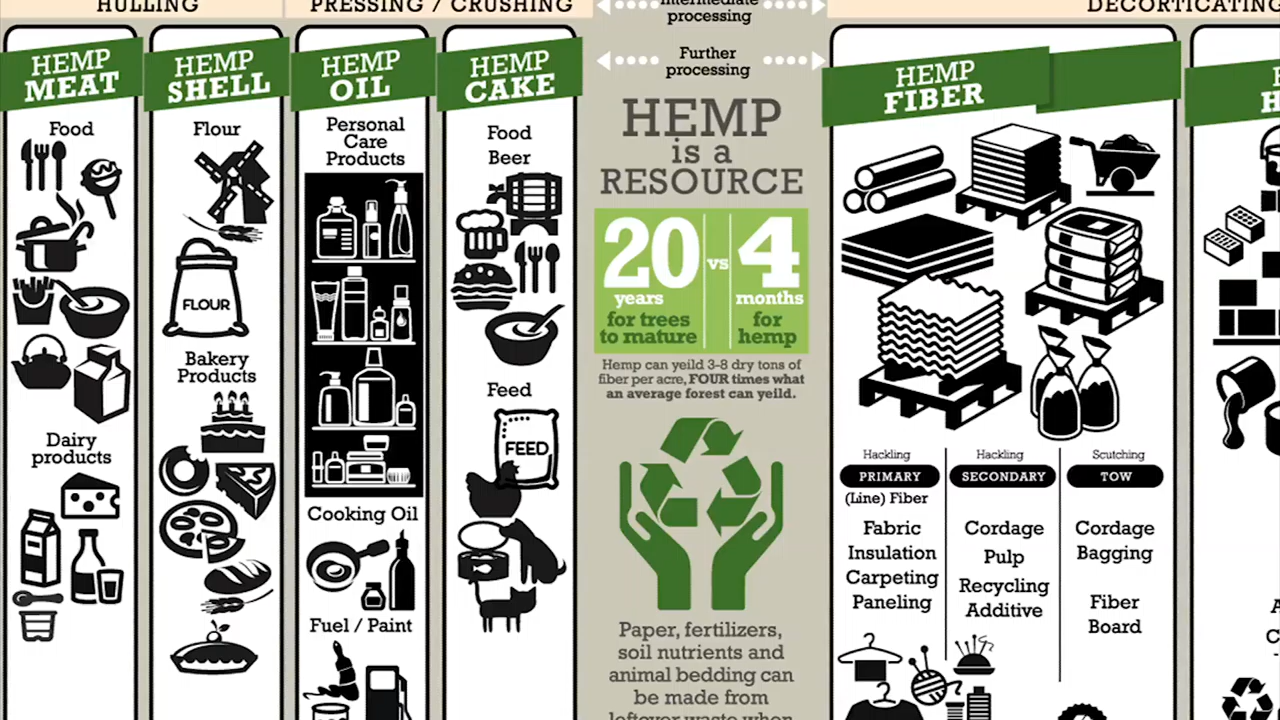 HULLING
PRESSING / CRUSHING
Intermediate
processing
DECORTICATING
Further
processing
HEMP
MEAT
Food
Dairy
products
HEMP
SHELL
Flour
FLOUR
Bakery
Products
HEMP
OIL
Personal
Care
Products
Cooking Oil
Fuel / Paint
HEMP
CAKE
Food
Beer
Feed
FEED
HEMP
is a
RESOURCE
20 vs 4
years months
for trees for
to mature hemp
Hemp can yeild 3-8 dry tons of
fiber per acre, FOUR times what
an average forest can yeild.
Paper, fertilizers,
soil nutrients and
animal bedding can
be made from
leftover waste when
HEMP
FIBER
Hackling
PRIMARY
(Line) Fiber
Fabric
Insulation
Carpeting
Paneling
Hackling
SECONDARY
Cordage
Pulp
Recycling
Additive
Scutching
TOW
Cordage
Bagging
Fiber
Board